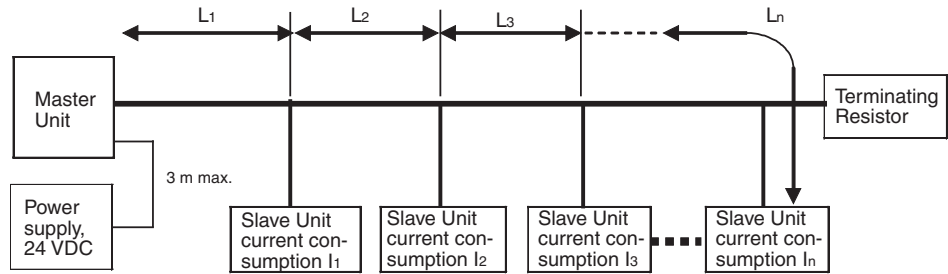 L1
L2
L3
Ln
Master
Unit
Terminating
Resistor
3 m max.
Power
supply,
24 VDC
Slave Unit
current con-
sumption I1
Slave Unit
current con-
sumption I2
Slave Unit
current con-
sumption I3
Slave Unit
current con-
sumption In